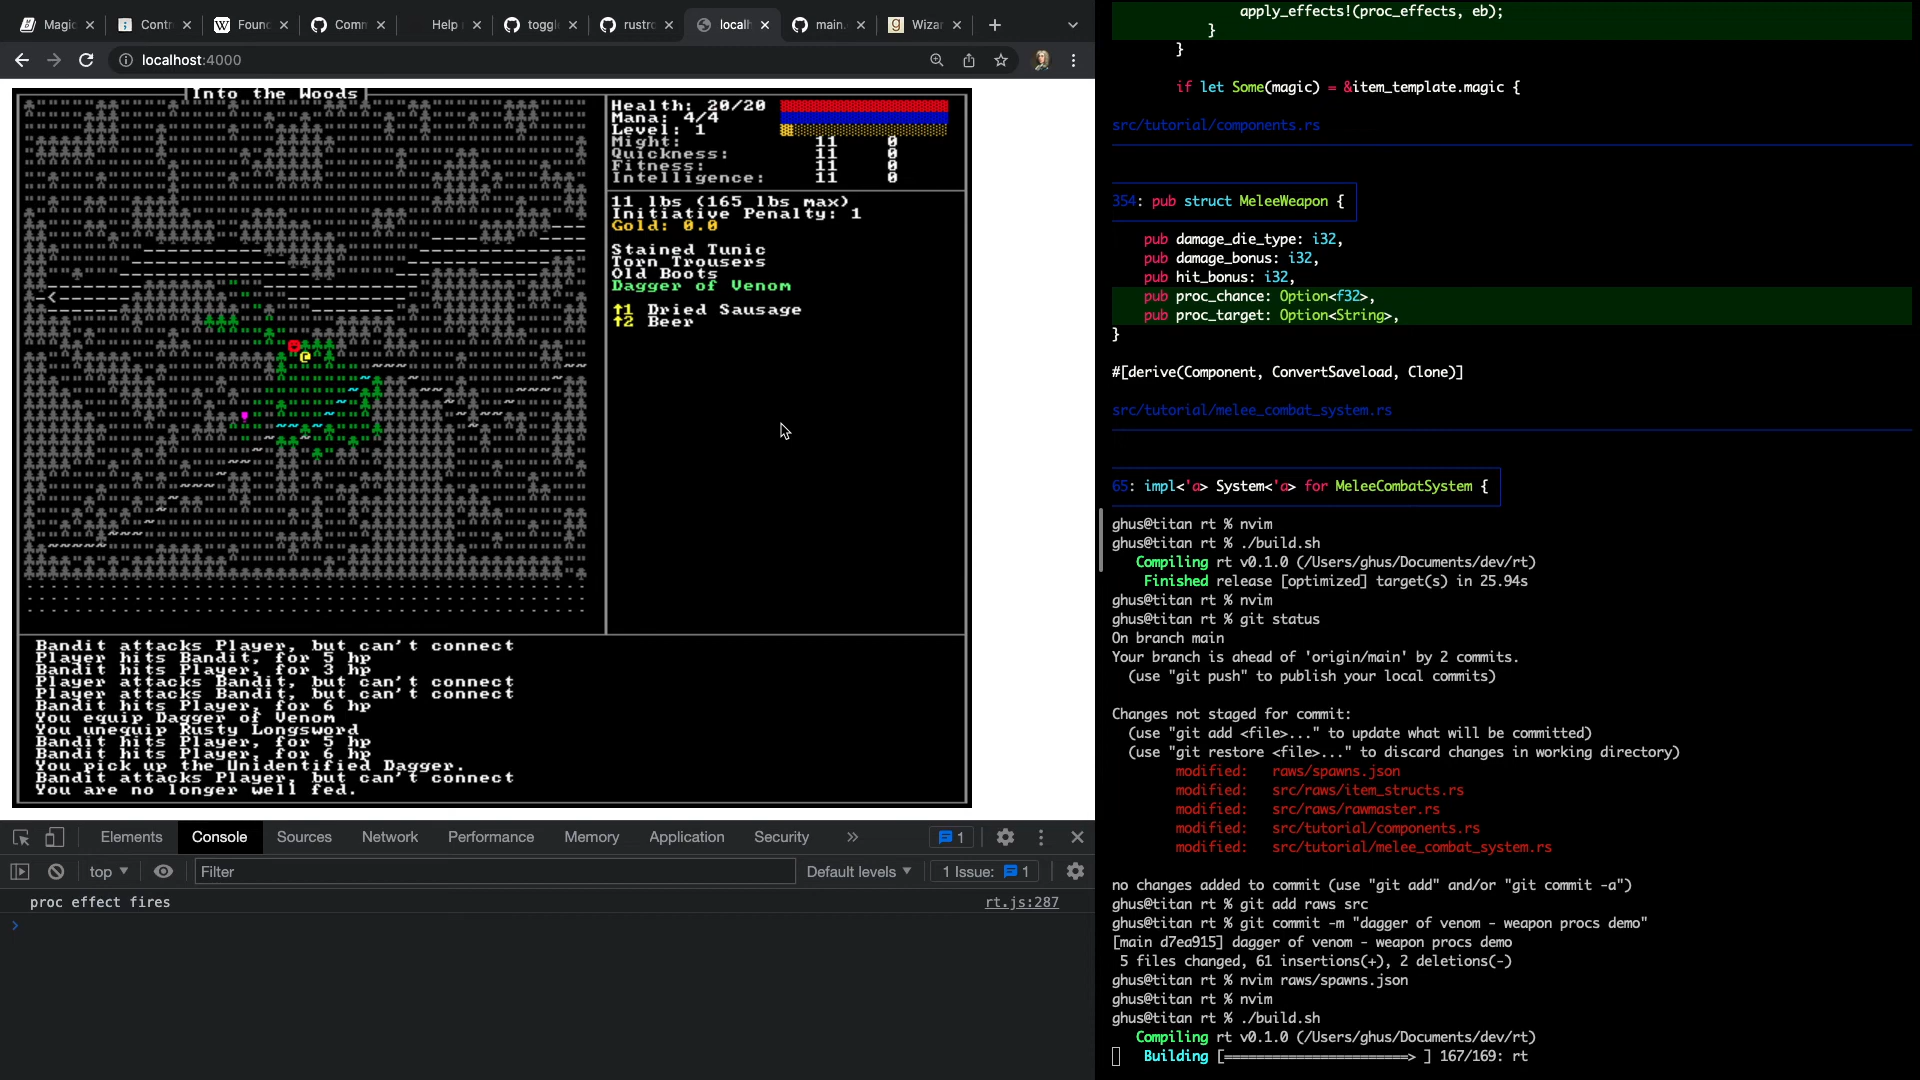 Magic
Contr
Foun
Comm
Help
toggl
rustro
localh
main.
Wizar
localhost:4000
Into the Woods
Health: 20/20
Mana: 4/4
Level: 1
Might: 11 0
Quickness: 11 0
Fitness: 11 0
Intelligence: 11 0
11 lbs (165 lbs max)
Initiative Penalty: 1
Gold: 0.0
Stained Tunic
Torn Trousers
Old Boots
Dagger of Venom
↑1 Dried Sausage
↑2 Beer
Bandit attacks Player, but can't connect
Player hits Bandit, for 5 hp
Bandit hits Player, for 3 hp
Player attacks Bandit, but can't connect
Player attacks Bandit, but can't connect
Bandit hits Player, for 6 hp
You equip Dagger of Venom
You unequip Rusty Longsword
Bandit hits Player, for 5 hp
Bandit hits Player, for 6 hp
You pick up the Unidentified Dagger.
Bandit attacks Player, but can't connect
You are no longer well fed.
Elements Console Sources Network Performance Memory Application Security » 1
top Filter Default levels 1 Issue: 1
proc effect fires rt.js:287
apply_effects!(proc_effects, eb);
}
}
if let Some(magic) = &item_template.magic {
src/tutorial/components.rs
354: pub struct MeleeWeapon {
pub damage_die_type: i32,
pub damage_bonus: i32,
pub hit_bonus: i32,
pub proc_chance: Option<f32>,
pub proc_target: Option<String>,
}
#[derive(Component, ConvertSaveload, Clone)]
src/tutorial/melee_combat_system.rs
65: impl<'a> System<'a> for MeleeCombatSystem {
ghus@titan rt % nvim
ghus@titan rt % ./build.sh
Compiling rt v0.1.0 (/Users/ghus/Documents/dev/rt)
Finished release [optimized] target(s) in 25.94s
ghus@titan rt % nvim
ghus@titan rt % git status
On branch main
Your branch is ahead of 'origin/main' by 2 commits.
(use "git push" to publish your local commits)
Changes not staged for commit:
(use "git add <file>..." to update what will be committed)
(use "git restore <file>..." to discard changes in working directory)
modified: raws/spawns.json
modified: src/raws/item_structs.rs
modified: src/raws/rawmaster.rs
modified: src/tutorial/components.rs
modified: src/tutorial/melee_combat_system.rs
no changes added to commit (use "git add" and/or "git commit -a")
ghus@titan rt % git add raws src
ghus@titan rt % git commit -m "dagger of venom - weapon procs demo"
[main d7ea915] dagger of venom - weapon procs demo
5 files changed, 61 insertions(+), 2 deletions(-)
ghus@titan rt % nvim raws/spawns.json
ghus@titan rt % nvim
ghus@titan rt % ./build.sh
Compiling rt v0.1.0 (/Users/ghus/Documents/dev/rt)
Building [=======================> ] 167/169: rt